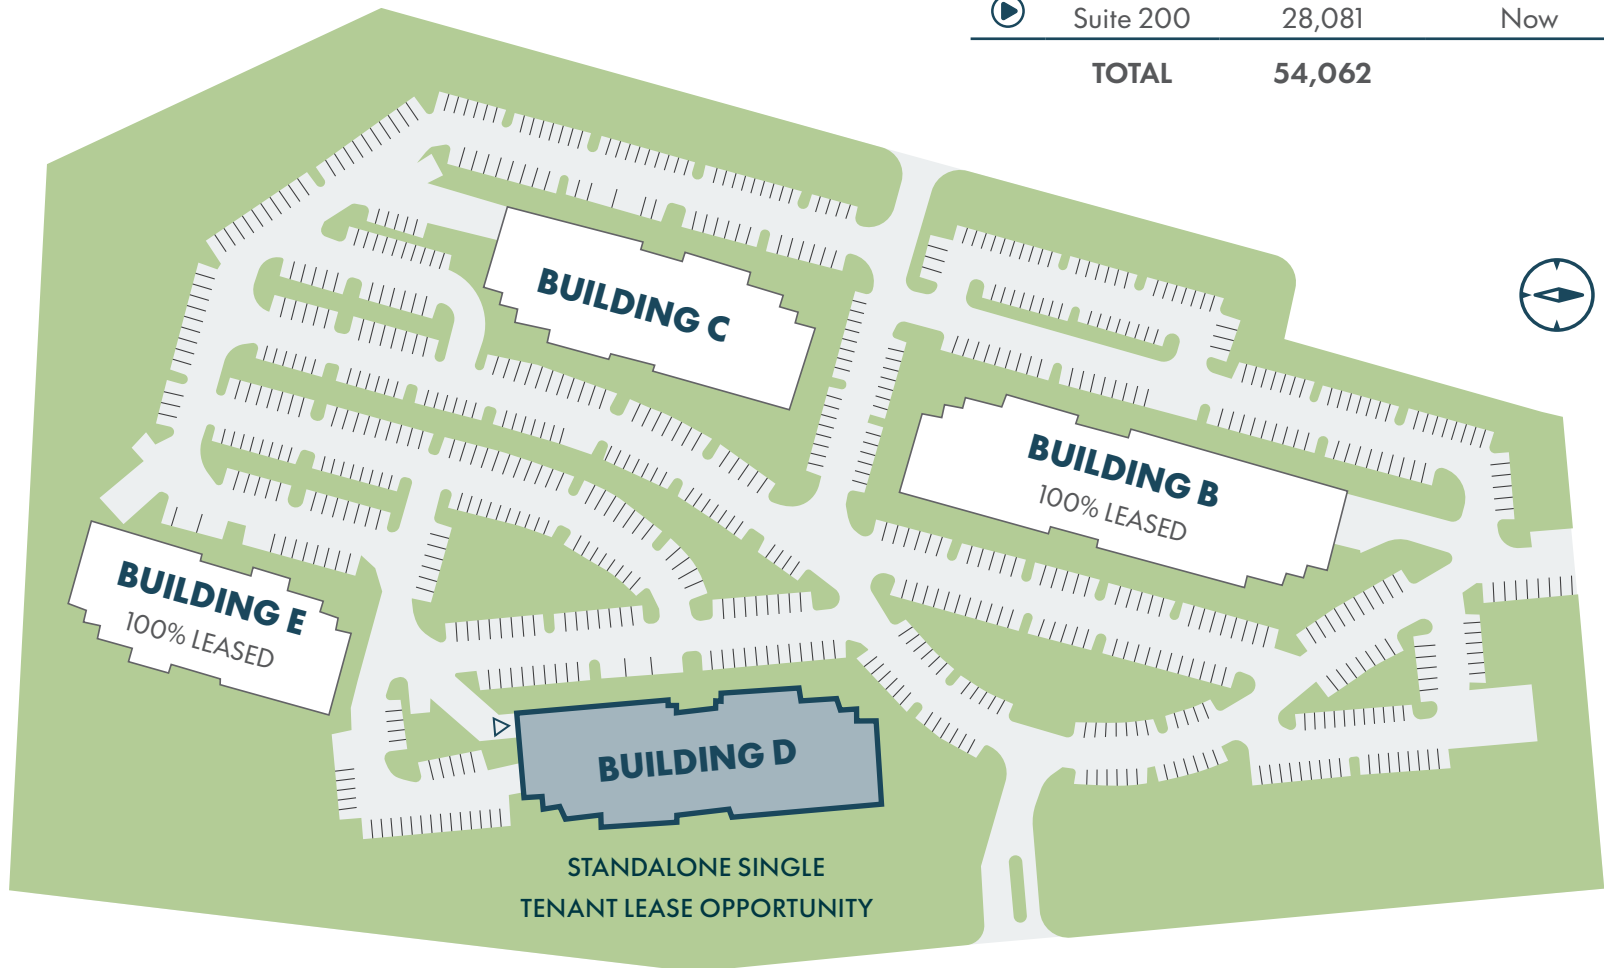 Suite 200 28,081 Now
TOTAL 54,062
BUILDING C
BUILDING B
100% LEASED
BUILDING E
100% LEASED
BUILDING D
STANDALONE SINGLE
TENANT LEASE OPPORTUNITY